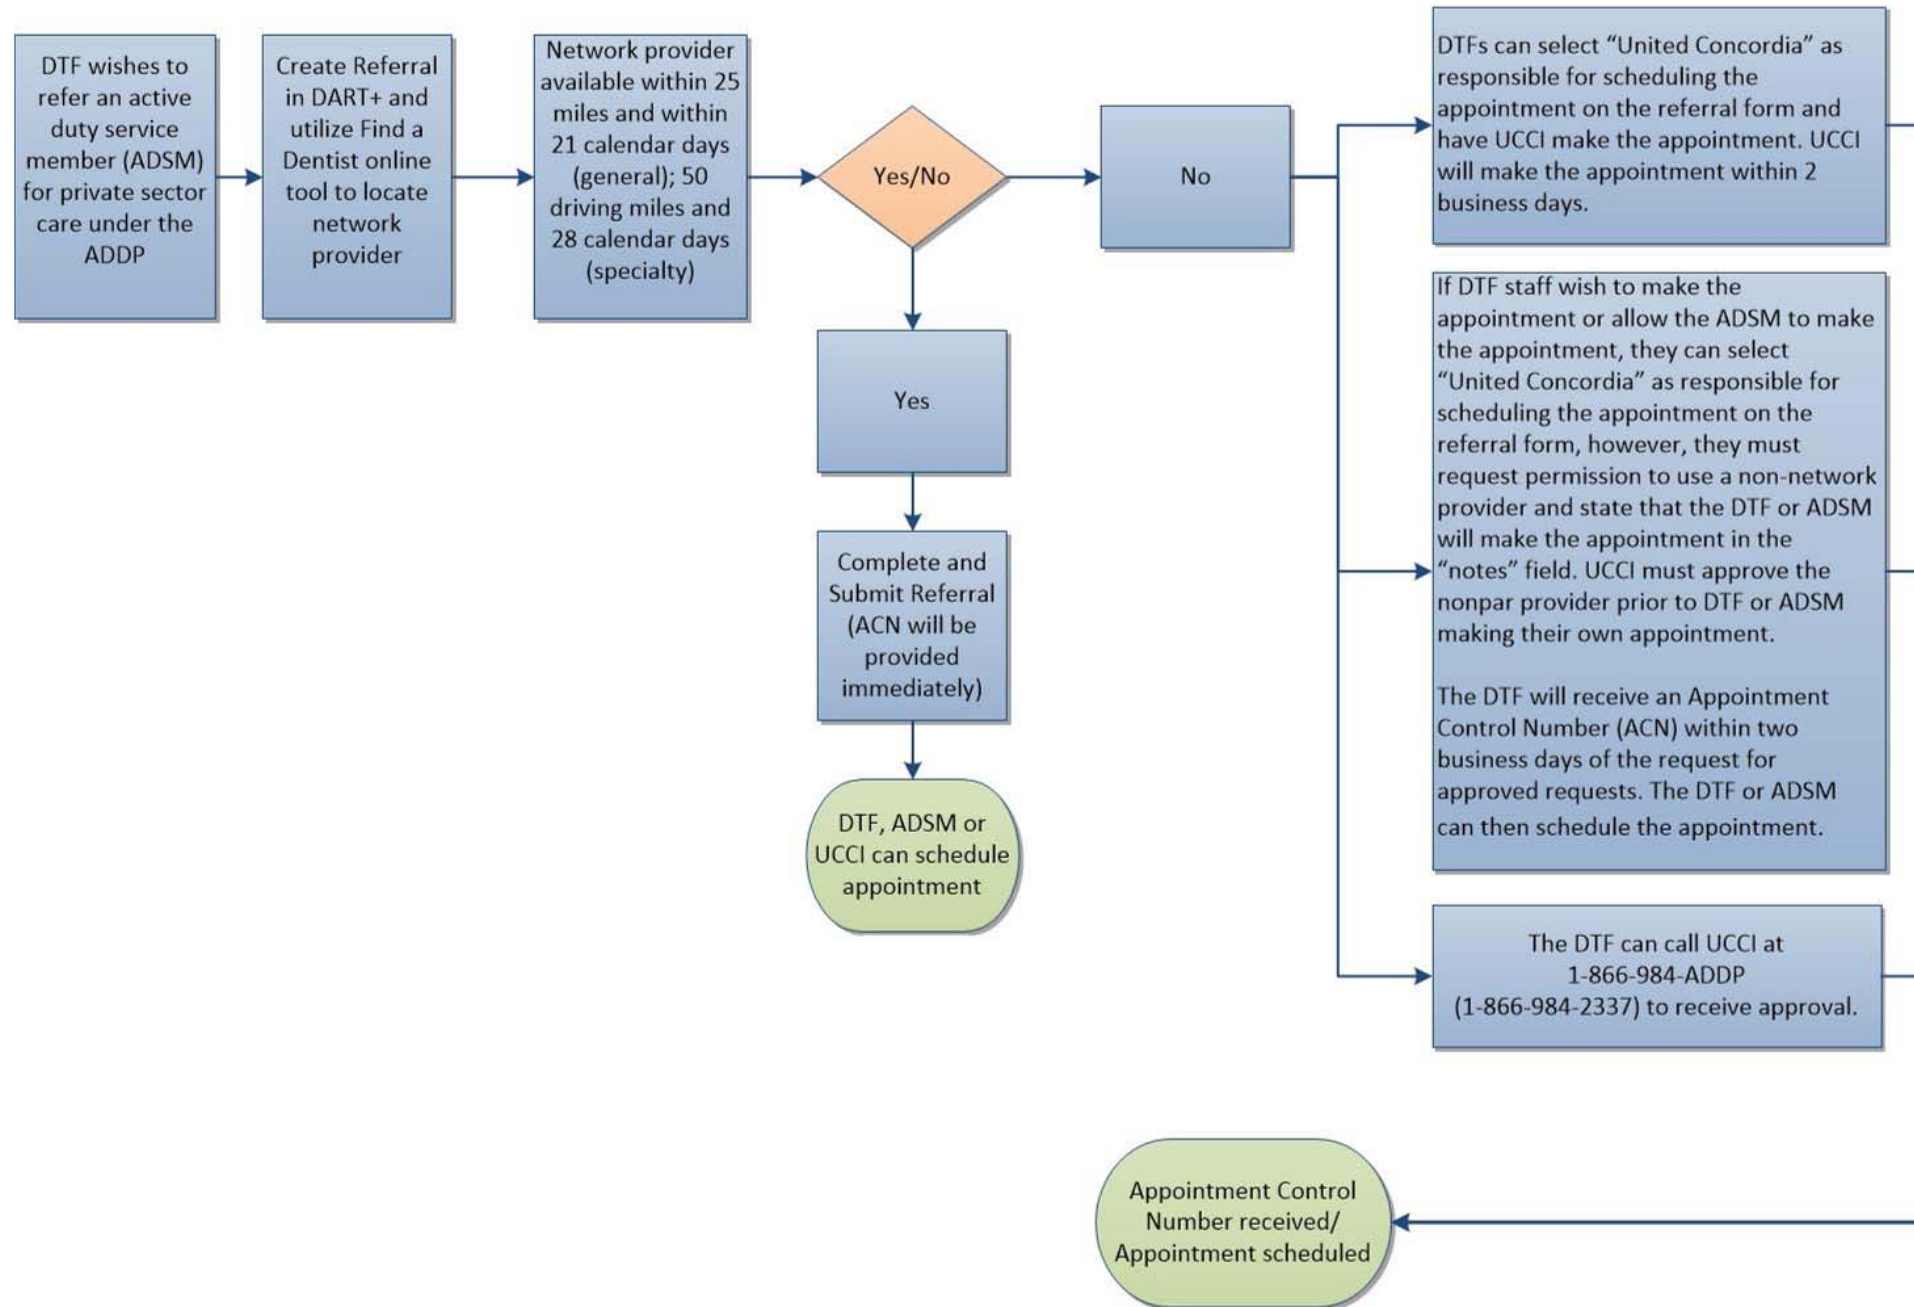 DTF wishes to
refer an active
duty service
member (ADSM)
for private sector
care under the
ADDP
Create Referral
in DART+ and
utilize Find a
Dentist online
tool to locate
network
provider
Network provider
available within 25
miles and within
21 calendar days
(general); 50
driving miles and
28 calendar days
(specialty)
Yes/No
No
Yes
Complete and
Submit Referral
(ACN will be
provided
immediately)
DTF, ADSM or
UCCI can schedule
appointment
DTFs can select “United Concordia” as
responsible for scheduling the
appointment on the referral form and
have UCCI make the appointment. UCCI
will make the appointment within 2
business days.
If DTF staff wish to make the
appointment or allow the ADSM to make
the appointment, they can select
“United Concordia” as responsible for
scheduling the appointment on the
referral form, however, they must
request permission to use a non-network
provider and state that the DTF or ADSM
will make the appointment in the
“notes” field. UCCI must approve the
nonpar provider prior to DTF or ADSM
making their own appointment.
The DTF will receive an Appointment
Control Number (ACN) within two
business days of the request for
approved requests. The DTF or ADSM
can then schedule the appointment.
The DTF can call UCCI at
1-866-984-ADDP
(1-866-984-2337) to receive approval.
Appointment Control
Number received/
Appointment scheduled